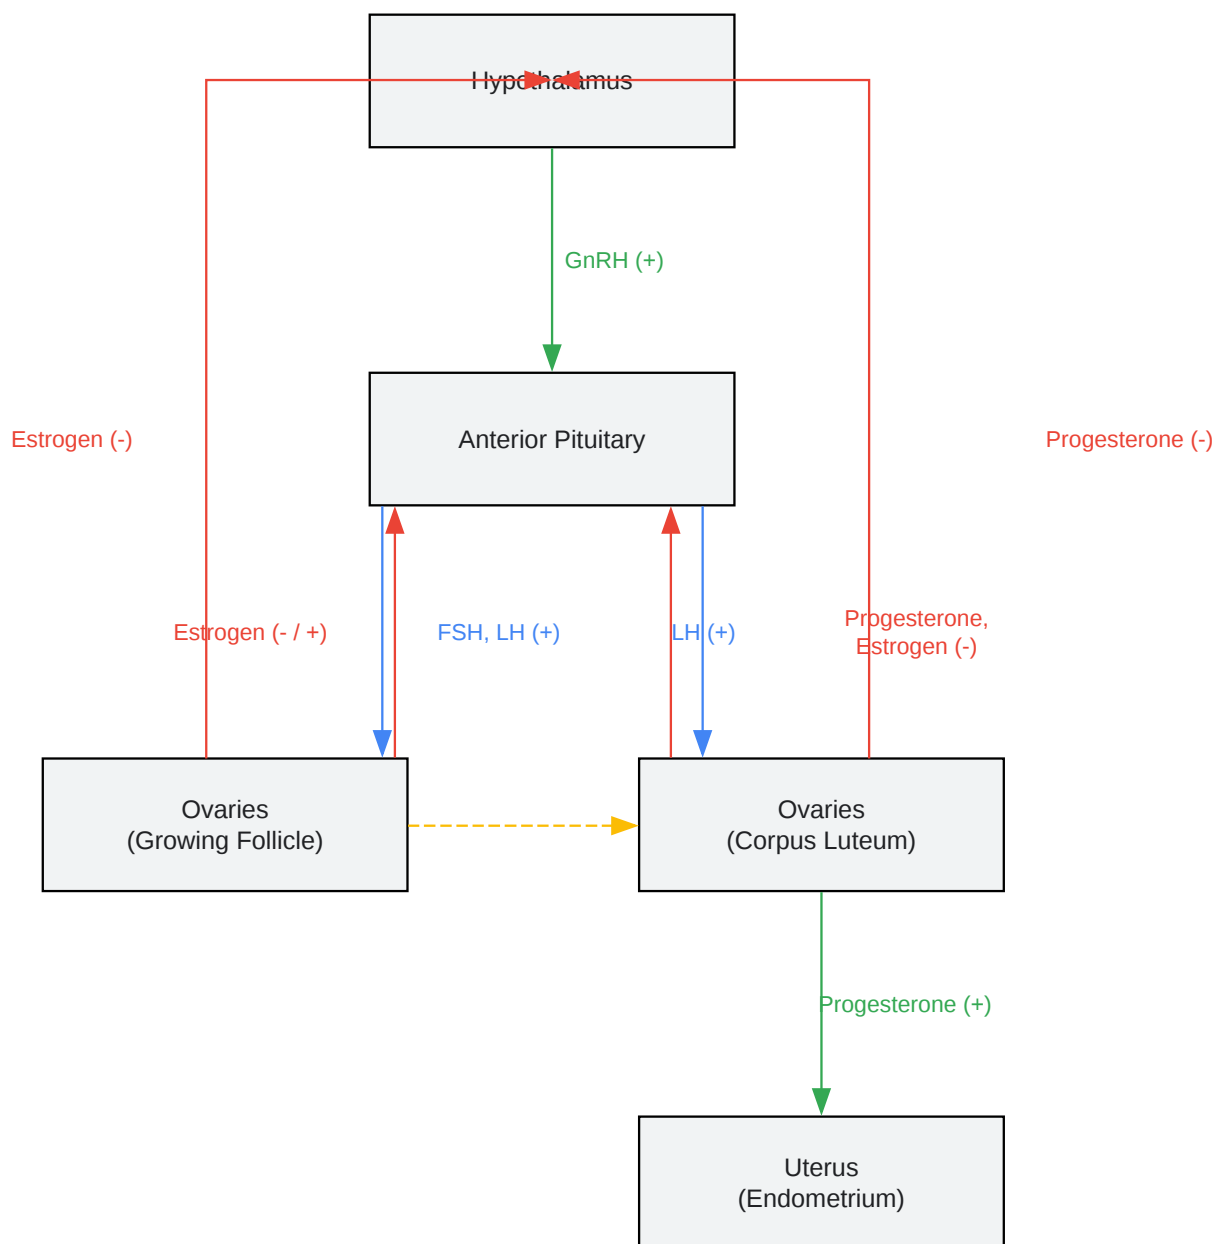 Hypothalamus
GnRH (+)
Estrogen (-)
Anterior Pituitary
Progesterone (-)
Estrogen (- / +)
FSH, LH (+)
LH (+)
Progesterone,
Estrogen (-)
Ovaries
(Growing Follicle)
Ovaries
(Corpus Luteum)
Progesterone (+)
Uterus
(Endometrium)